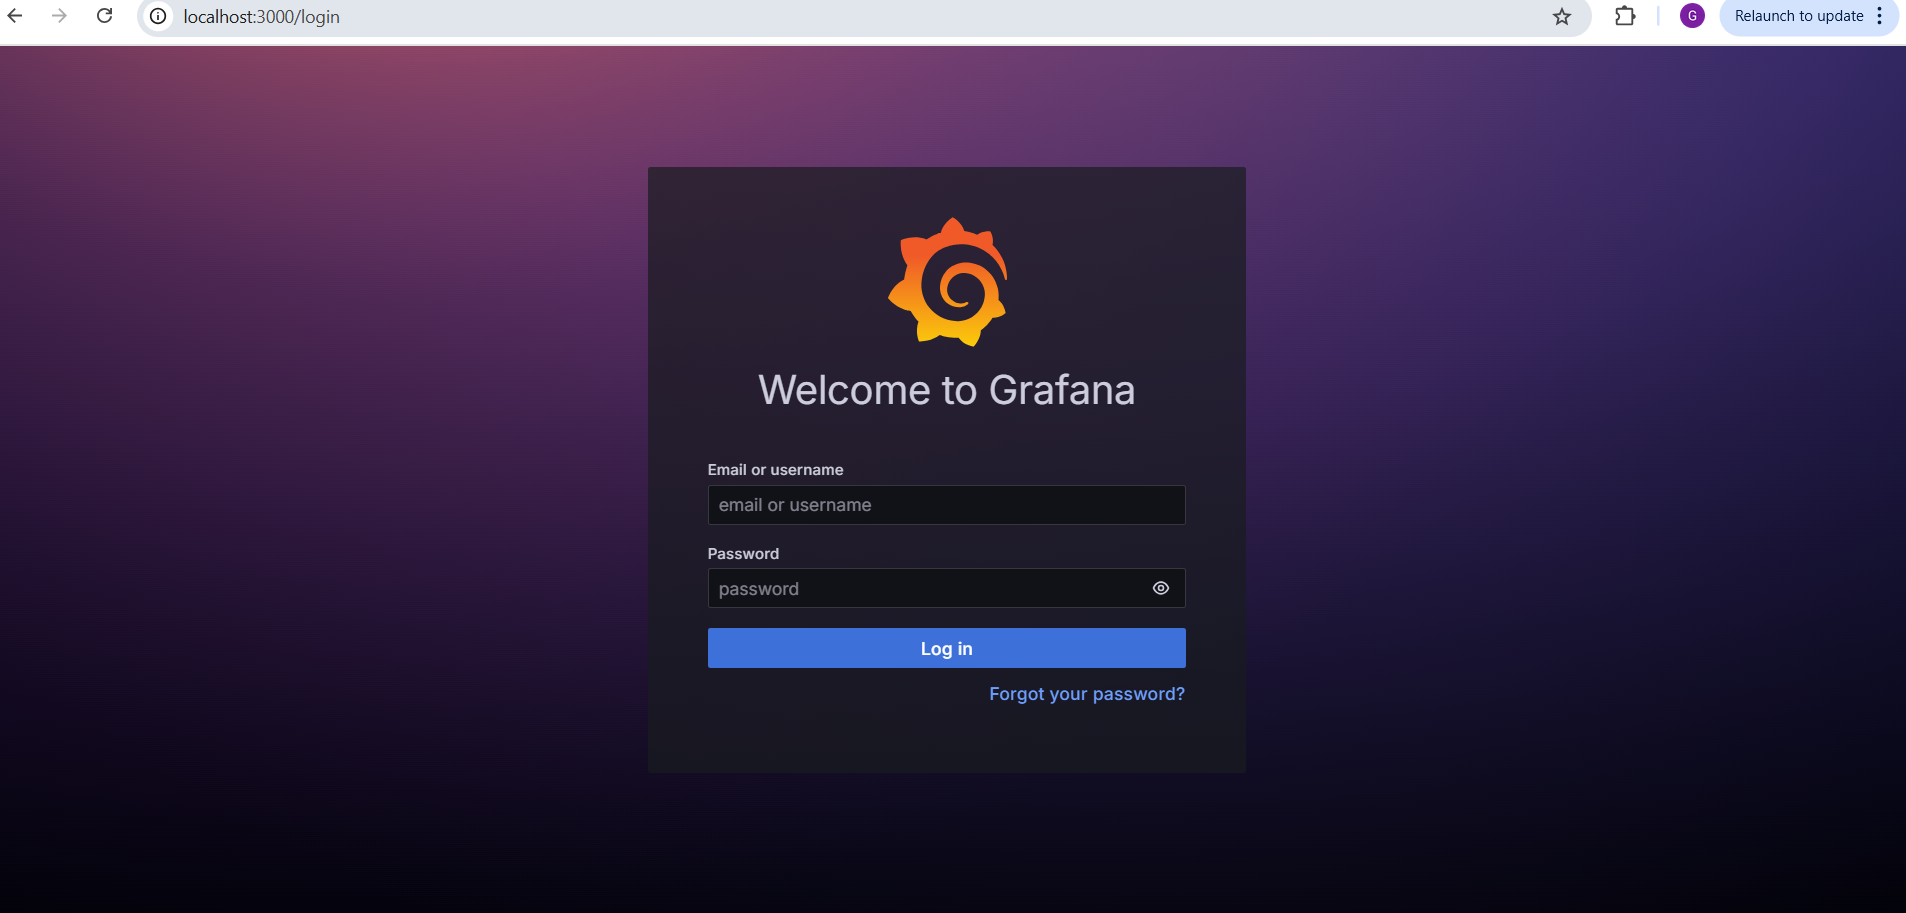 localhost:3000/login
G
Relaunch to update
Welcome to Grafana
Email or username
email or username
Password
password
Log in
Forgot your password?